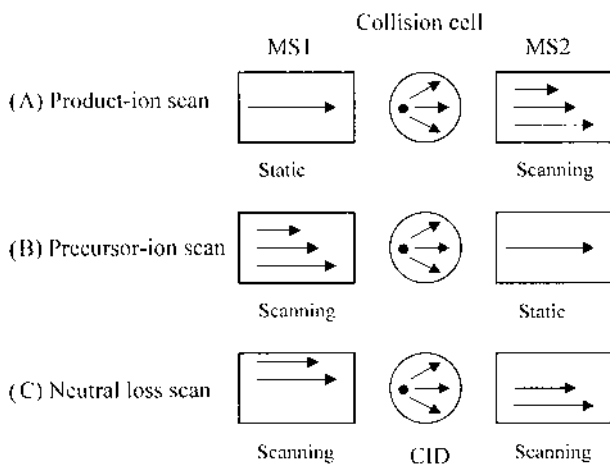 Collision cell
MS1 MS2
(A) Product-ion scan
Static Scanning
(B) Precursor-ion scan
Scanning Static
(C) Neutral loss scan
Scanning CID Scanning